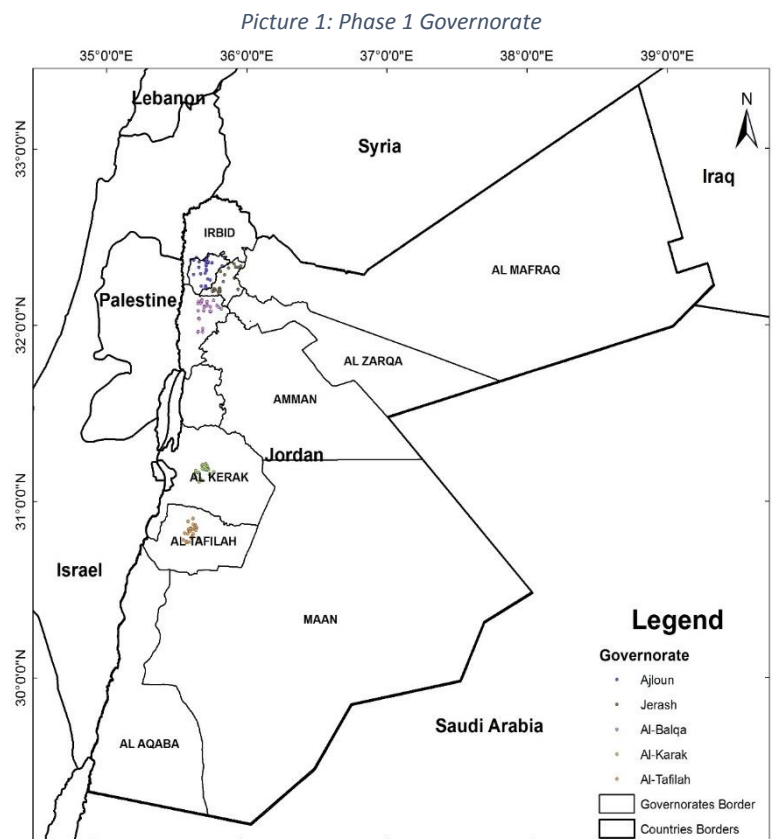 Picture 1: Phase 1 Governorate
35°0'0"E 36°0'0"E 37°0'0"E 38°0'0"E 39°0'0"E
Lebanon
N
33°0'0"N
Syria
Iraq
IRBID
AL MAFRAQ
Palestine
32°0'0"N
AL ZARQA
AMMAN
Jordan
AL KERAK
31°0'0"N
AL TAFILAH
Israel
MAAN
Legend
Governorate
30°0'0"N
Ajloun
Jerash
Saudi Arabia
Al-Balqa
AL AQABA
Al-Karak
Al-Tafilah
Governorates Border
Countries Borders